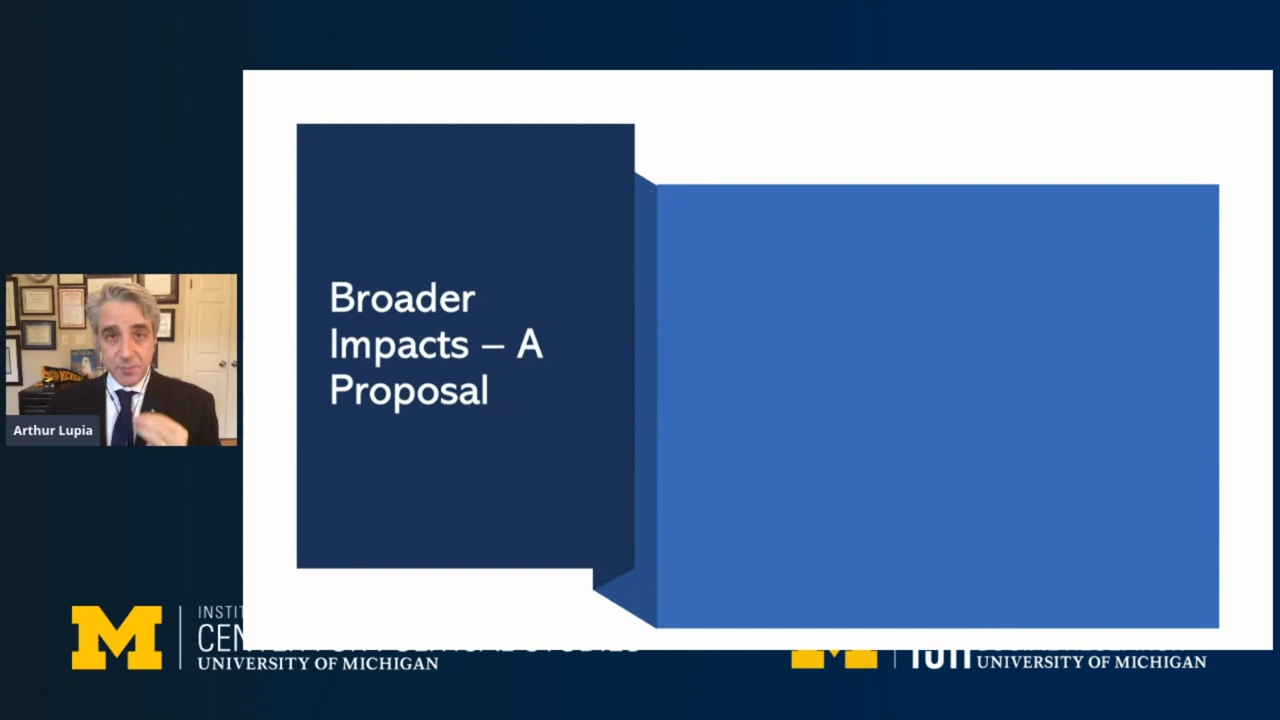 Broader
Impacts – A
Proposal
Arthur Lupia
M
UNIVERSITY OF MICHIGAN
UNIVERSITY OF MICHIGAN